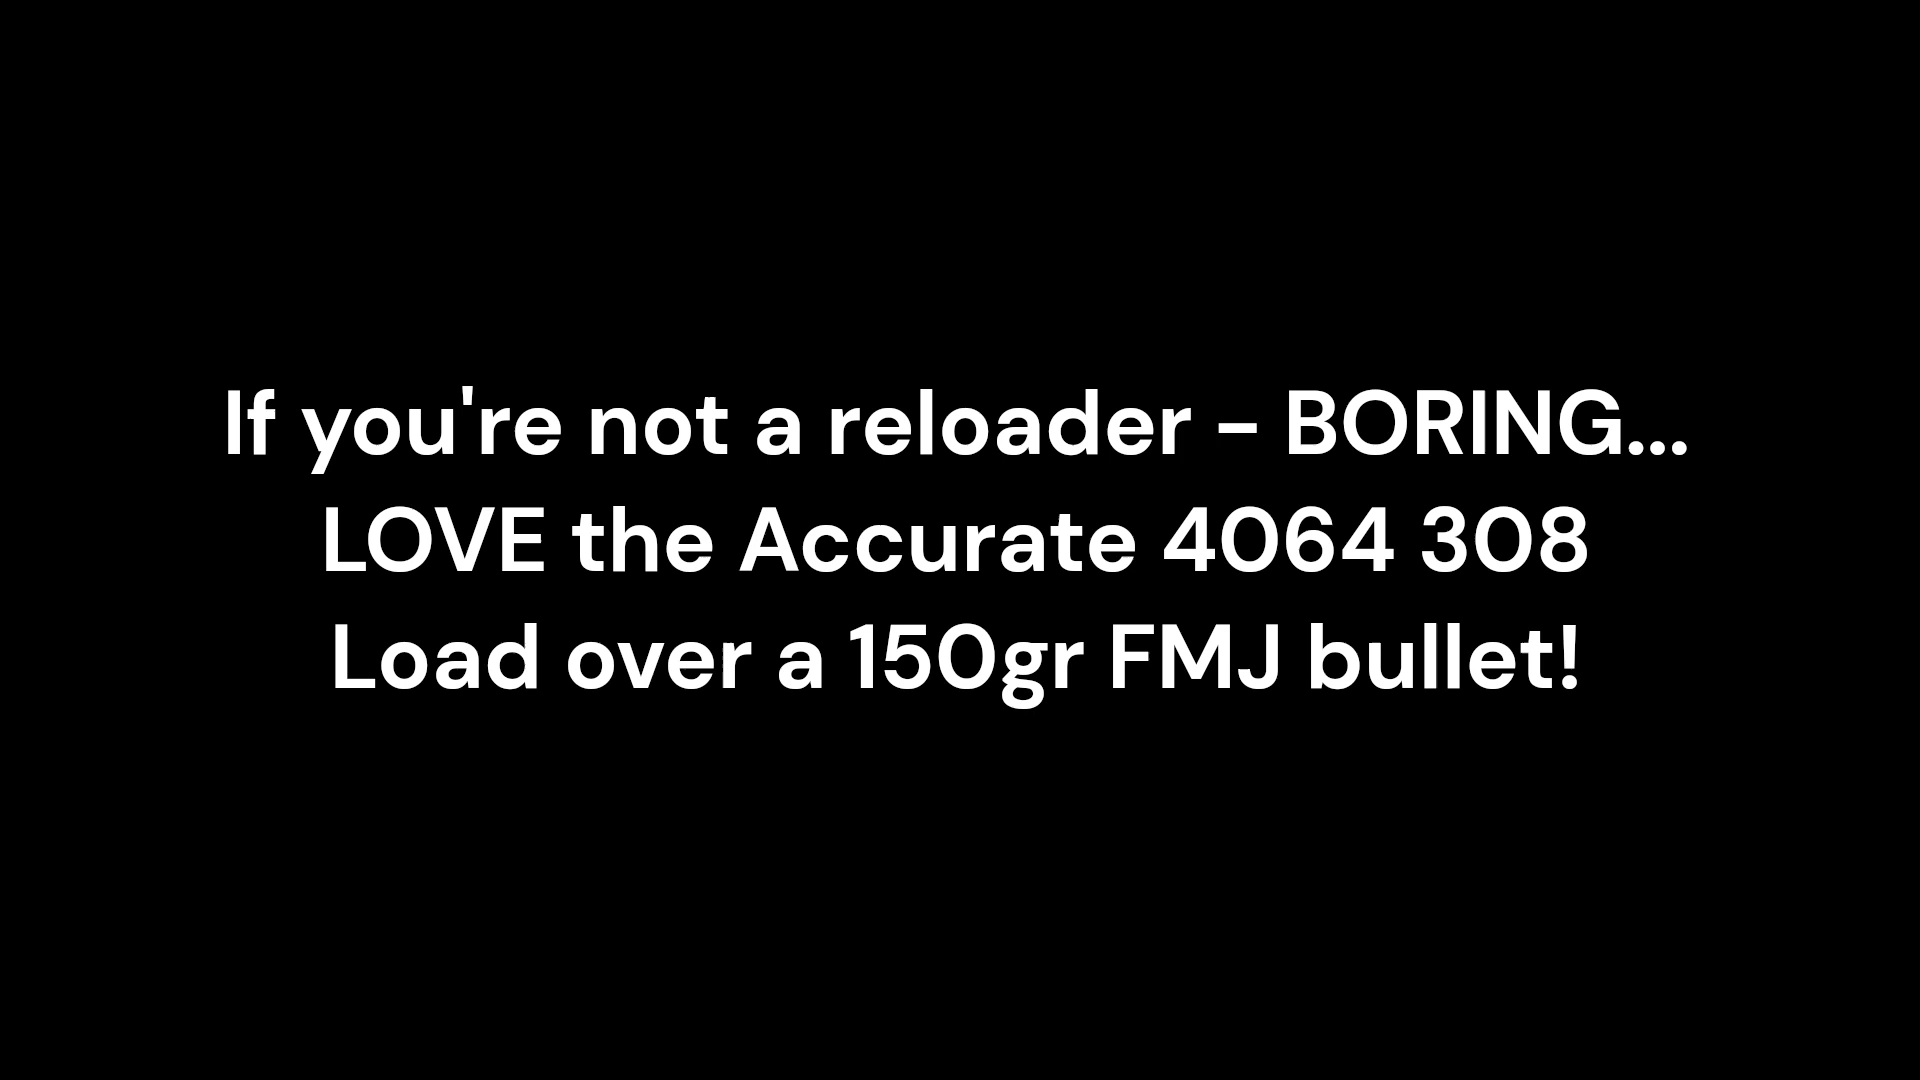 If you're not a reloader - BORING...
LOVE the Accurate 4064 308
Load over a 150gr FMJ bullet!